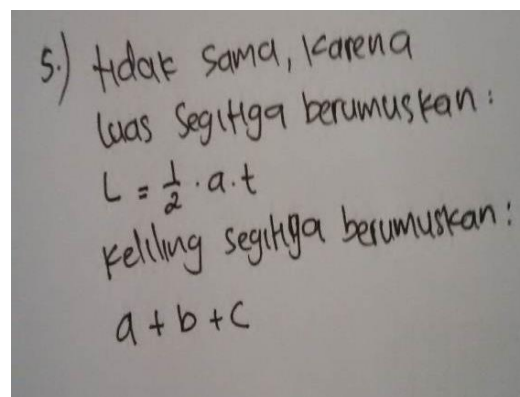 5.) tidak sama, karena
luas segitiga berumuskan :
L = 1/2 . a . t
keliling segitiga berumuskan :
a + b + c